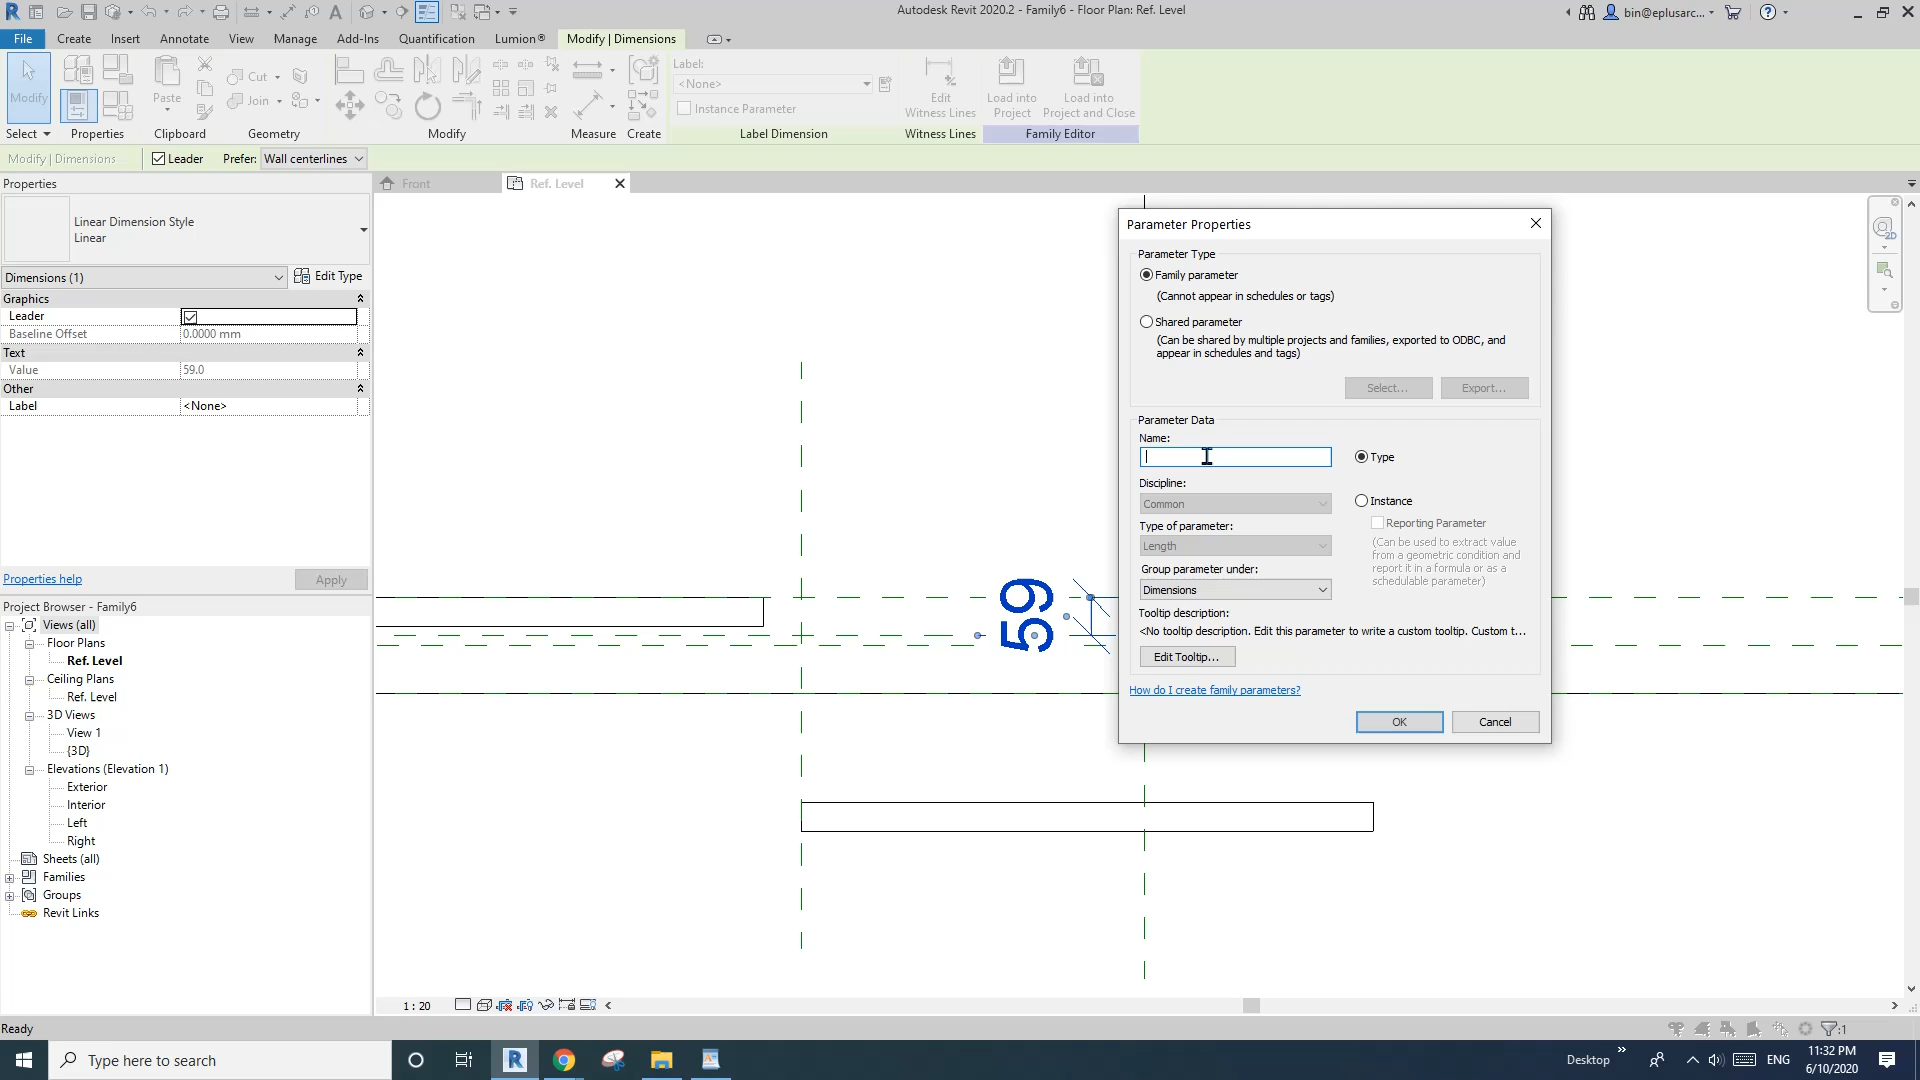 Autodesk Revit 2020.2 - Family6 - Floor Plan: Ref. Level
bin@eplusarc...
File Create Insert Annotate View Manage Add-Ins Quantification Lumion® Modify | Dimensions
Modify
Select
Properties
Paste
Clipboard
Cut
Join
Geometry
Modify
Measure
Create
Label:
<None>
Instance Parameter
Label Dimension
Edit
Witness Lines
Witness Lines
Load into
Project
Load into
Project and Close
Family Editor
Modify | Dimensions
Leader
Prefer:
Wall centerlines
Properties
Front
Ref. Level
Linear Dimension Style
Linear
Dimensions (1)
Edit Type
Graphics
Leader
Baseline Offset 0.0000 mm
Text
Value 59.0
Other
Label <None>
Properties help
Apply
Project Browser - Family6
Views (all)
Floor Plans
Ref. Level
Ceiling Plans
Ref. Level
3D Views
View 1
{3D}
Elevations (Elevation 1)
Exterior
Interior
Left
Right
Sheets (all)
Families
Groups
Revit Links
59
Parameter Properties
Parameter Type
Family parameter
(Cannot appear in schedules or tags)
Shared parameter
(Can be shared by multiple projects and families, exported to ODBC, and
appear in schedules and tags)
Select...
Export...
Parameter Data
Name:
Type
Discipline:
Common
Instance
Reporting Parameter
(Can be used to extract value
from a geometric condition and
report it in a formula or as a
schedulable parameter)
Type of parameter:
Length
Group parameter under:
Dimensions
Tooltip description:
<No tooltip description. Edit this parameter to write a custom tooltip. Custom t...
Edit Tooltip...
How do I create family parameters?
OK
Cancel
2D
1 : 20
Ready
:1
Type here to search
Desktop
ENG
11:32 PM
6/10/2020